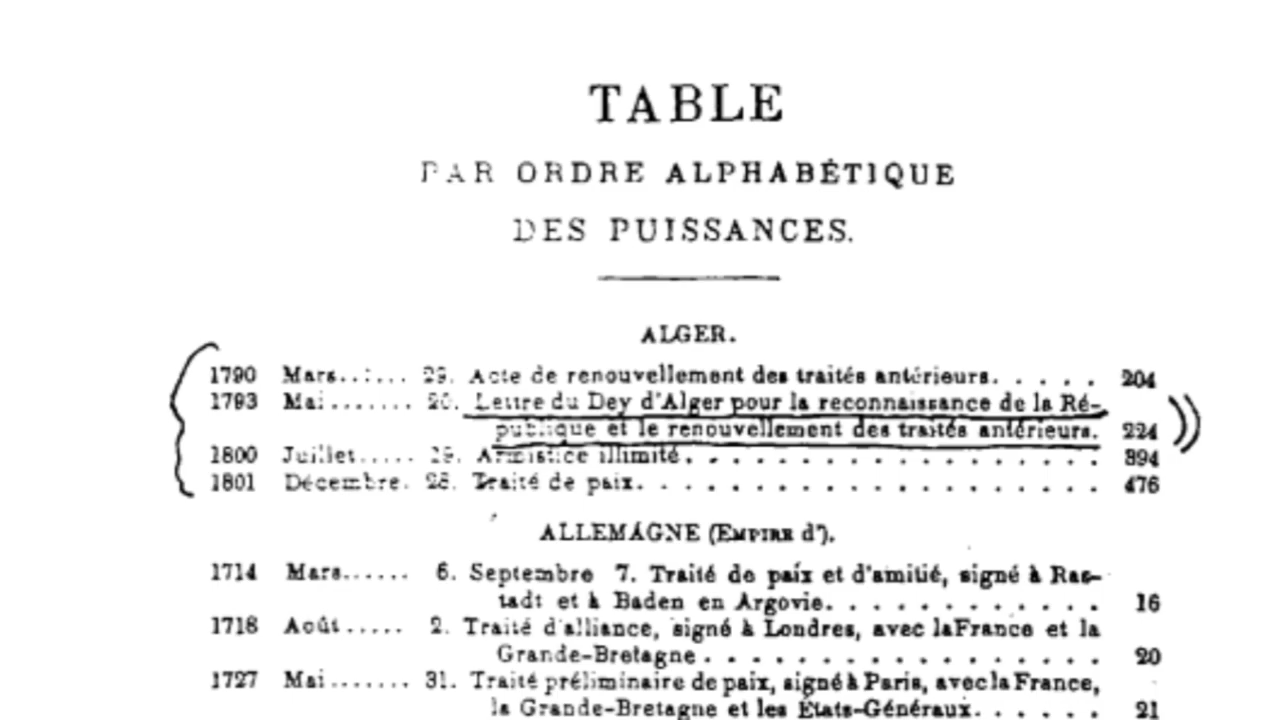 TABLE
PAR ORDRE ALPHABÉTIQUE
DES PUISSANCES.
ALGER.
1790 Mars..:... 29. Acte de renouvellement des traités antérieurs. . . . . . 204
1793 Mai....... 20. Lettre du Dey d'Alger pour la reconnaissance de la Ré-
publique et le renouvellement des traités antérieurs. 224
1800 Juillet..... 19. Armistice illimité. . . . . . . . . . . . . . . . . 394
1801 Décembre. 28. Traité de paix. . . . . . . . . . . . . . . . . . . 476
ALLEMAGNE (EMPIRE d').
1714 Mars...... 6. Septembre 7. Traité de paix et d'amitié, signé à Ras-
tadt et à Baden en Argovie. . . . . . . . . . . . 16
1718 Août..... 2. Traité d'alliance, signé à Londres, avec la France et la
Grande-Bretagne . . . . . . . . . . . . . . . . . 20
1727 Mai....... 31. Traité préliminaire de paix, signé à Paris, avec la France,
la Grande-Bretagne et les États-Généraux. . . . . . 21